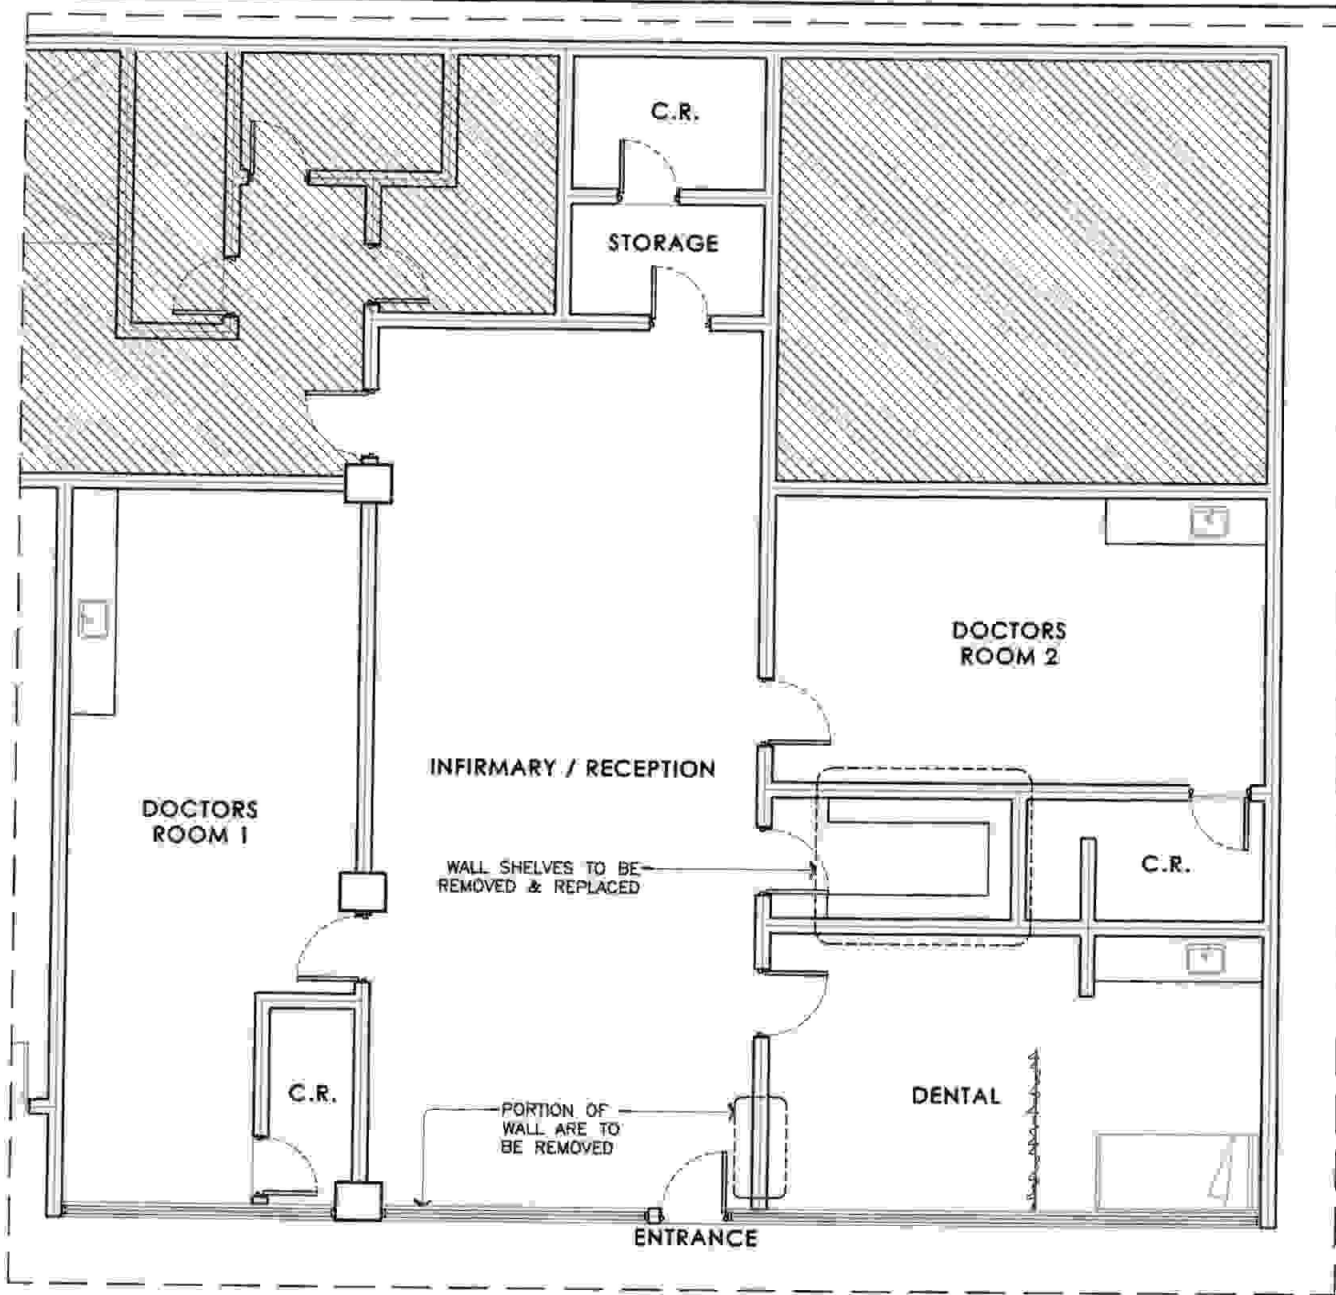 C.R.
STORAGE
DOCTORS
ROOM 2
INFIRMARY / RECEPTION
DOCTORS
ROOM 1
WALL SHELVES TO BE
REMOVED & REPLACED
C.R.
C.R.
DENTAL
PORTION OF
WALL ARE TO
BE REMOVED
ENTRANCE